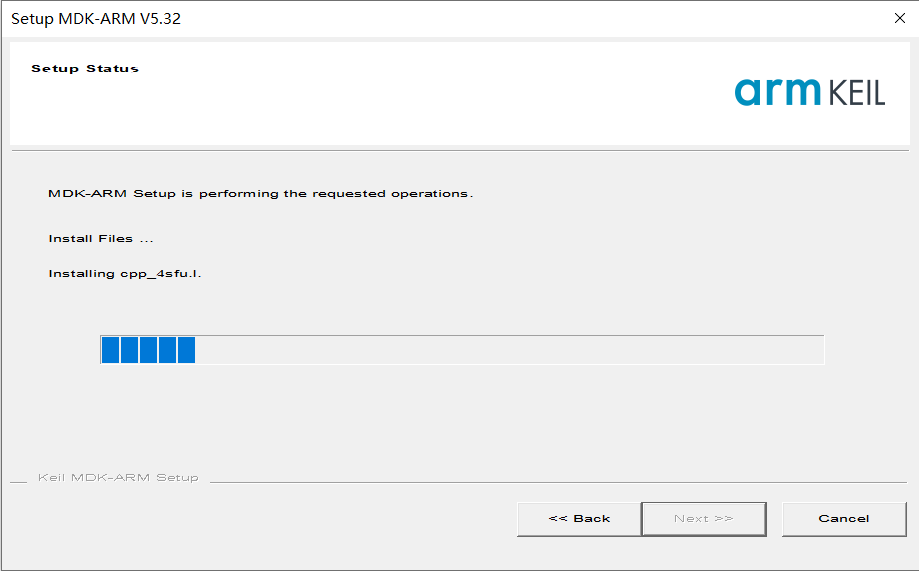 Setup MDK-ARM V5.32
Setup Status
arm KEIL
MDK-ARM Setup is performing the requested operations.
Install Files ...
Installing cpp_4sfu.l.
Keil MDK-ARM Setup
<< Back
Next >>
Cancel